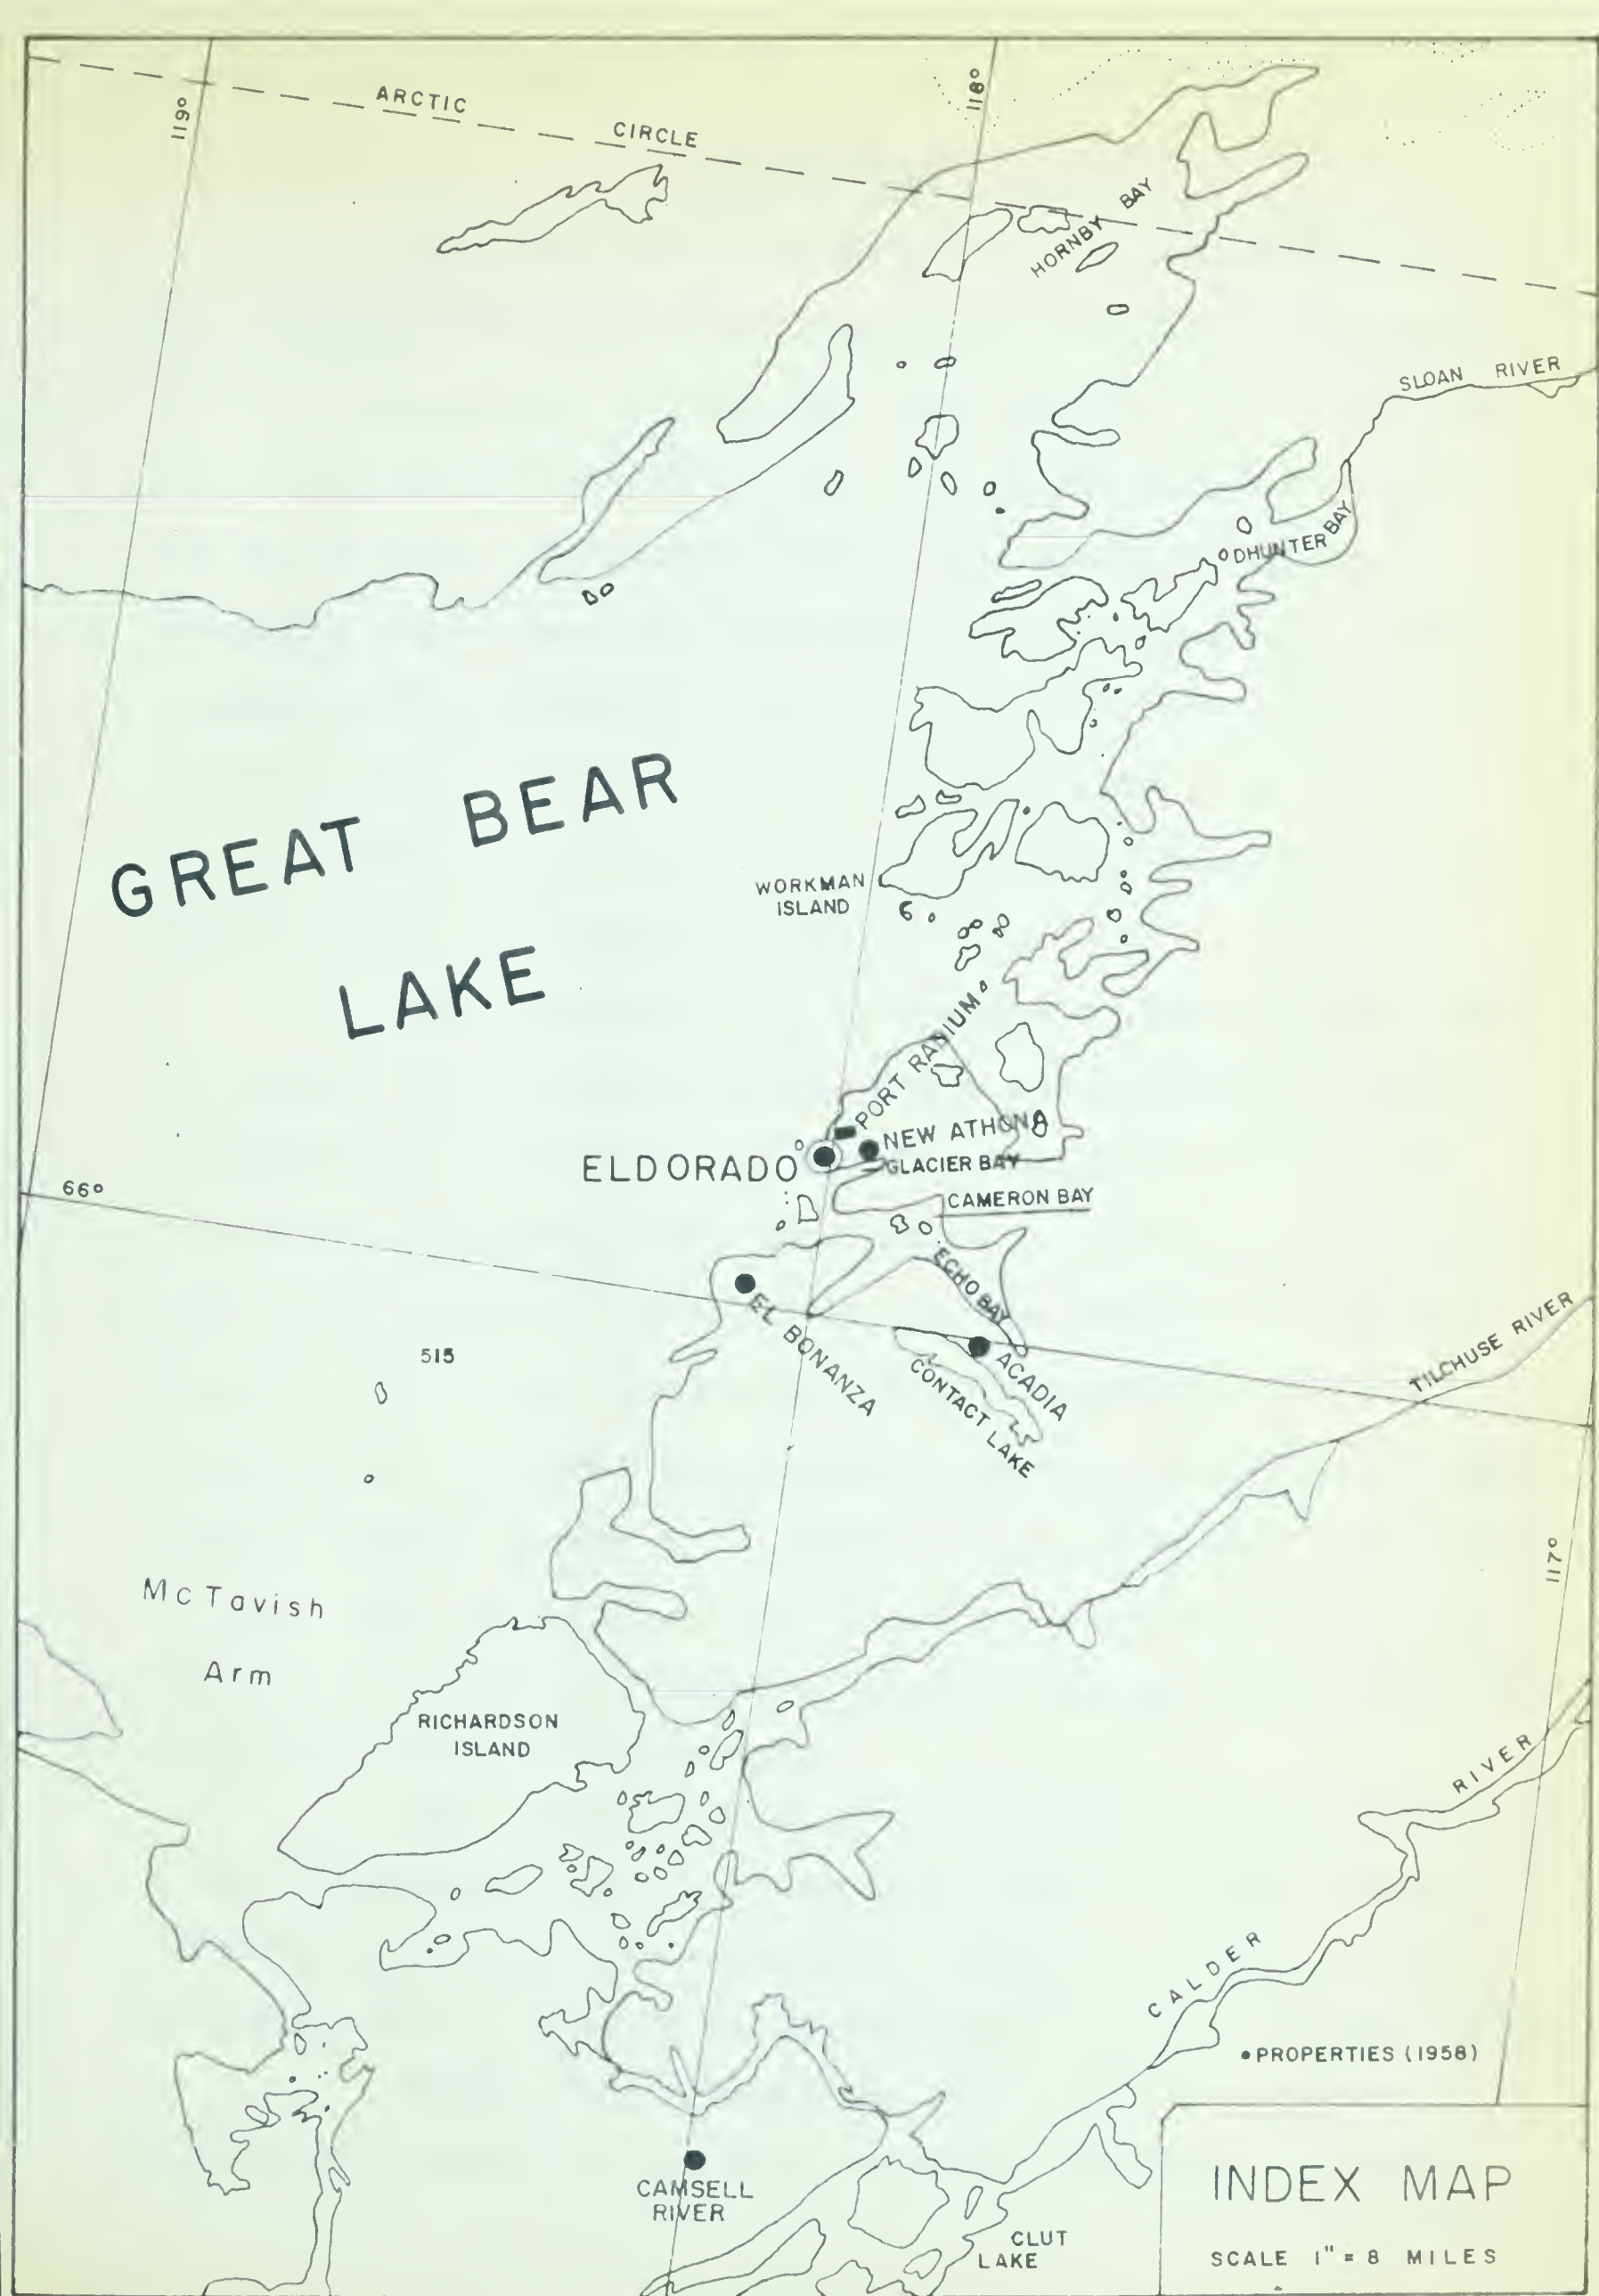 ARCTIC CIRCLE
119°
118°
HORNBY BAY
SLOAN RIVER
DHUNTER BAY
GREAT BEAR
LAKE
WORKMAN
ISLAND
PORT RADIUM
NEW ATHONA
ELDORADO
GLACIER BAY
66°
CAMERON BAY
ECHO BAY
EL BONANZA
ACADIA
CONTACT LAKE
515
TILCHUSE RIVER
117°
McTavish
Arm
RICHARDSON
ISLAND
CALDER RIVER
•PROPERTIES (1958)
CAMSELL
RIVER
CLUT
LAKE
INDEX MAP
SCALE 1" = 8 MILES